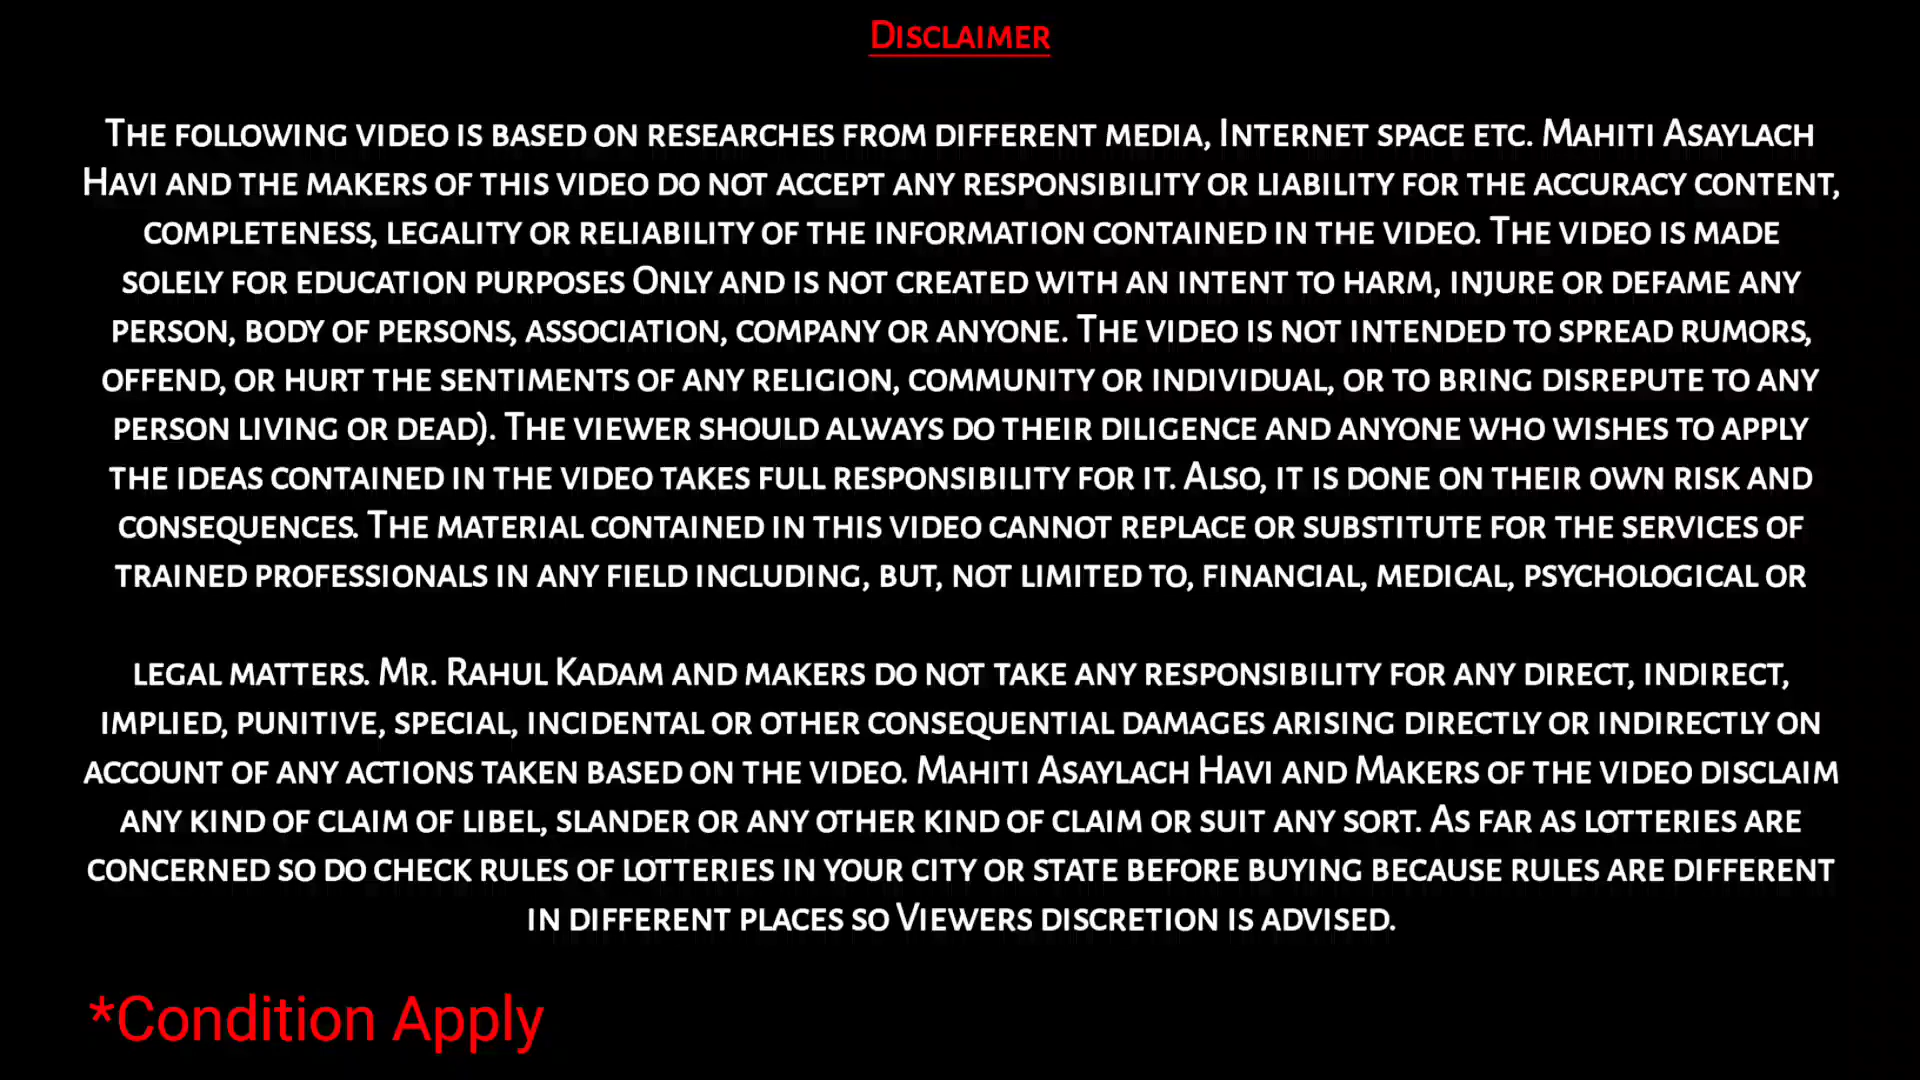 Disclaimer
The following video is based on researches from different media, Internet space etc. Mahiti Asaylach
Havi and the makers of this video do not accept any responsibility or liability for the accuracy content,
completeness, legality or reliability of the information contained in the video. The video is made
solely for education purposes Only and is not created with an intent to harm, injure or defame any
person, body of persons, association, company or anyone. The video is not intended to spread rumors,
offend, or hurt the sentiments of any religion, community or individual, or to bring disrepute to any
person living or dead). The viewer should always do their diligence and anyone who wishes to apply
the ideas contained in the video takes full responsibility for it. Also, it is done on their own risk and
consequences. The material contained in this video cannot replace or substitute for the services of
trained professionals in any field including, but, not limited to, financial, medical, psychological or
legal matters. Mr. Rahul Kadam and makers do not take any responsibility for any direct, indirect,
implied, punitive, special, incidental or other consequential damages arising directly or indirectly on
account of any actions taken based on the video. Mahiti Asaylach Havi and Makers of the video disclaim
any kind of claim of libel, slander or any other kind of claim or suit any sort. As far as lotteries are
concerned so do check rules of lotteries in your city or state before buying because rules are different
in different places so Viewers discretion is advised.
*Condition Apply